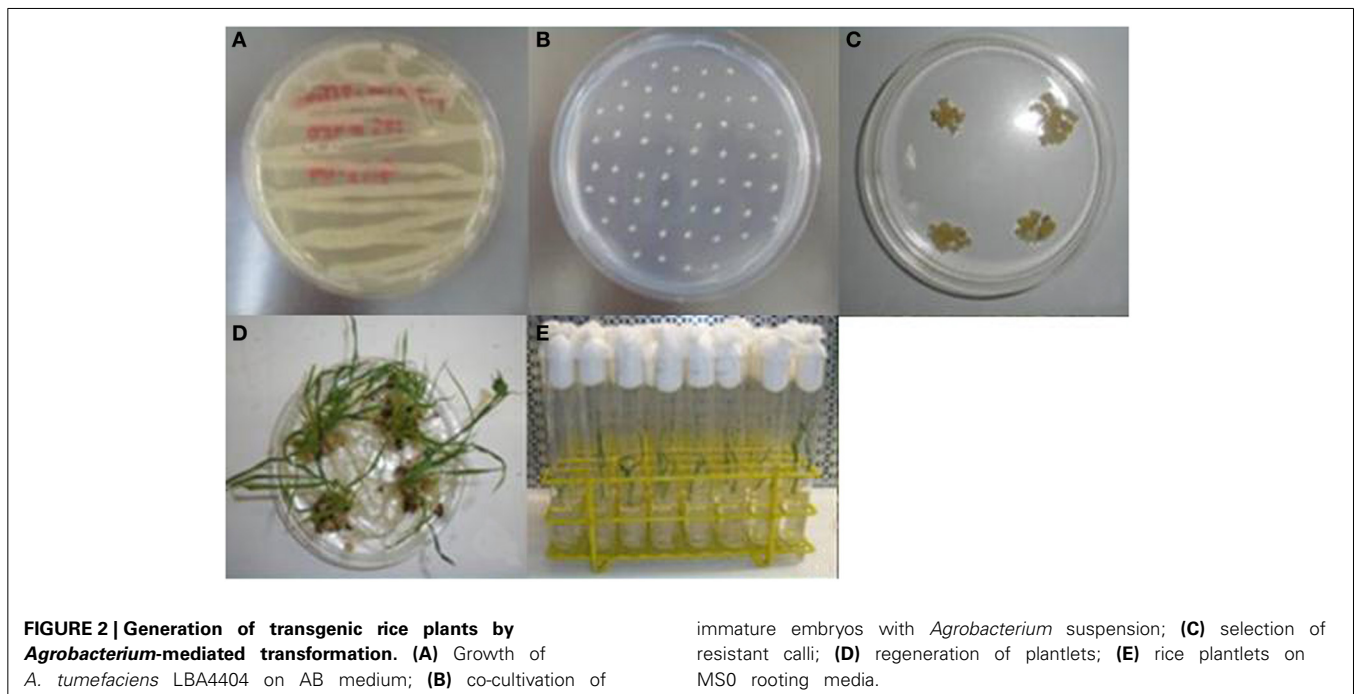 A
B
C
D
E
FIGURE 2 | Generation of transgenic rice plants by
Agrobacterium-mediated transformation. (A) Growth of
A. tumefaciens LBA4404 on AB medium; (B) co-cultivation of
immature embryos with Agrobacterium suspension; (C) selection of
resistant calli; (D) regeneration of plantlets; (E) rice plantlets on
MS0 rooting media.